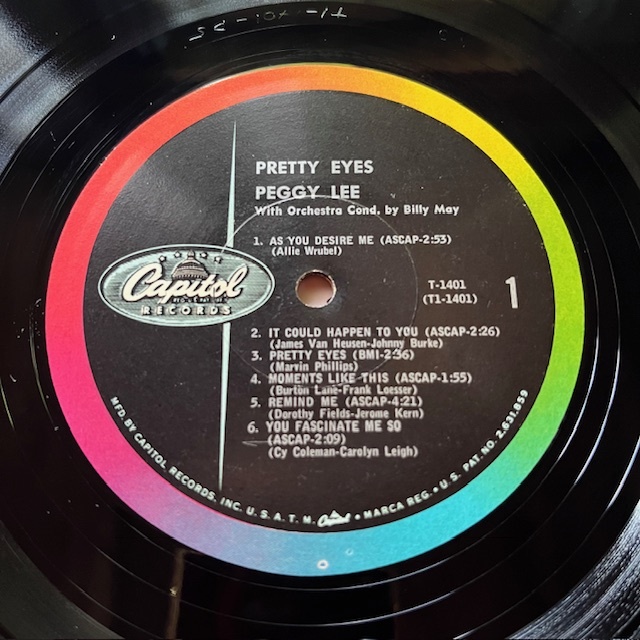 PRETTY EYES
PEGGY LEE
With Orchestra Cond. by Billy May
1. AS YOU DESIRE ME (ASCAP-2:53)
(Allie Wrubel)
Capitol
RECORDS
T-1401
(T1-1401)
1
2. IT COULD HAPPEN TO YOU (ASCAP-2:26)
(James Van Heusen-Johnny Burke)
3. PRETTY EYES (BMI-2:36)
(Marvin Phillips)
4. MOMENTS LIKE THIS (ASCAP-1:55)
(Burton Lane-Frank Loesser)
5. REMIND ME (ASCAP-4:21)
(Dorothy Fields-Jerome Kern)
6. YOU FASCINATE ME SO
(ASCAP-2:09)
(Cy Coleman-Carolyn Leigh)
MFD. BY CAPITOL RECORDS, INC. U. S. A. T. M. Capitol • MARCA REG. • U. S. PAT. NO. 2,631,859